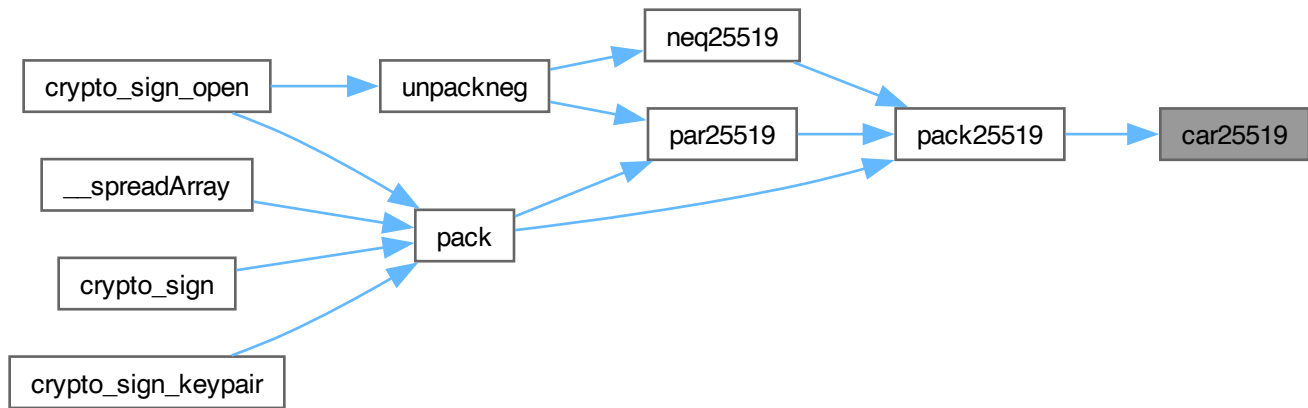 neq25519
crypto_sign_open
unpackneg
par25519
pack25519
car25519
__spreadArray
pack
crypto_sign
crypto_sign_keypair